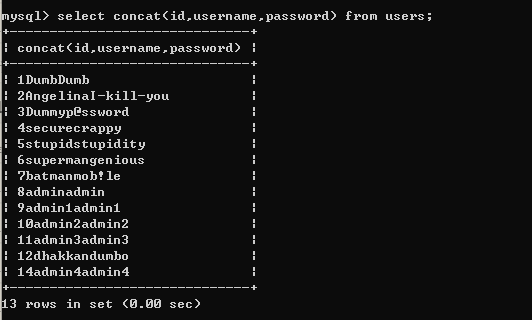 mysql> select concat(id,username,password) from users;
+------------------------------+
| concat(id,username,password) |
+------------------------------+
| 1DumbDumb                    |
| 2AngelinaI-kill-you          |
| 3Dummyp@ssword               |
| 4securecrappy                |
| 5stupidstupidity             |
| 6supermangenious             |
| 7batmanmob!le                |
| 8adminadmin                  |
| 9admin1admin1                |
| 10admin2admin2               |
| 11admin3admin3               |
| 12dhakkandumbo               |
| 14admin4admin4               |
+------------------------------+
13 rows in set (0.00 sec)